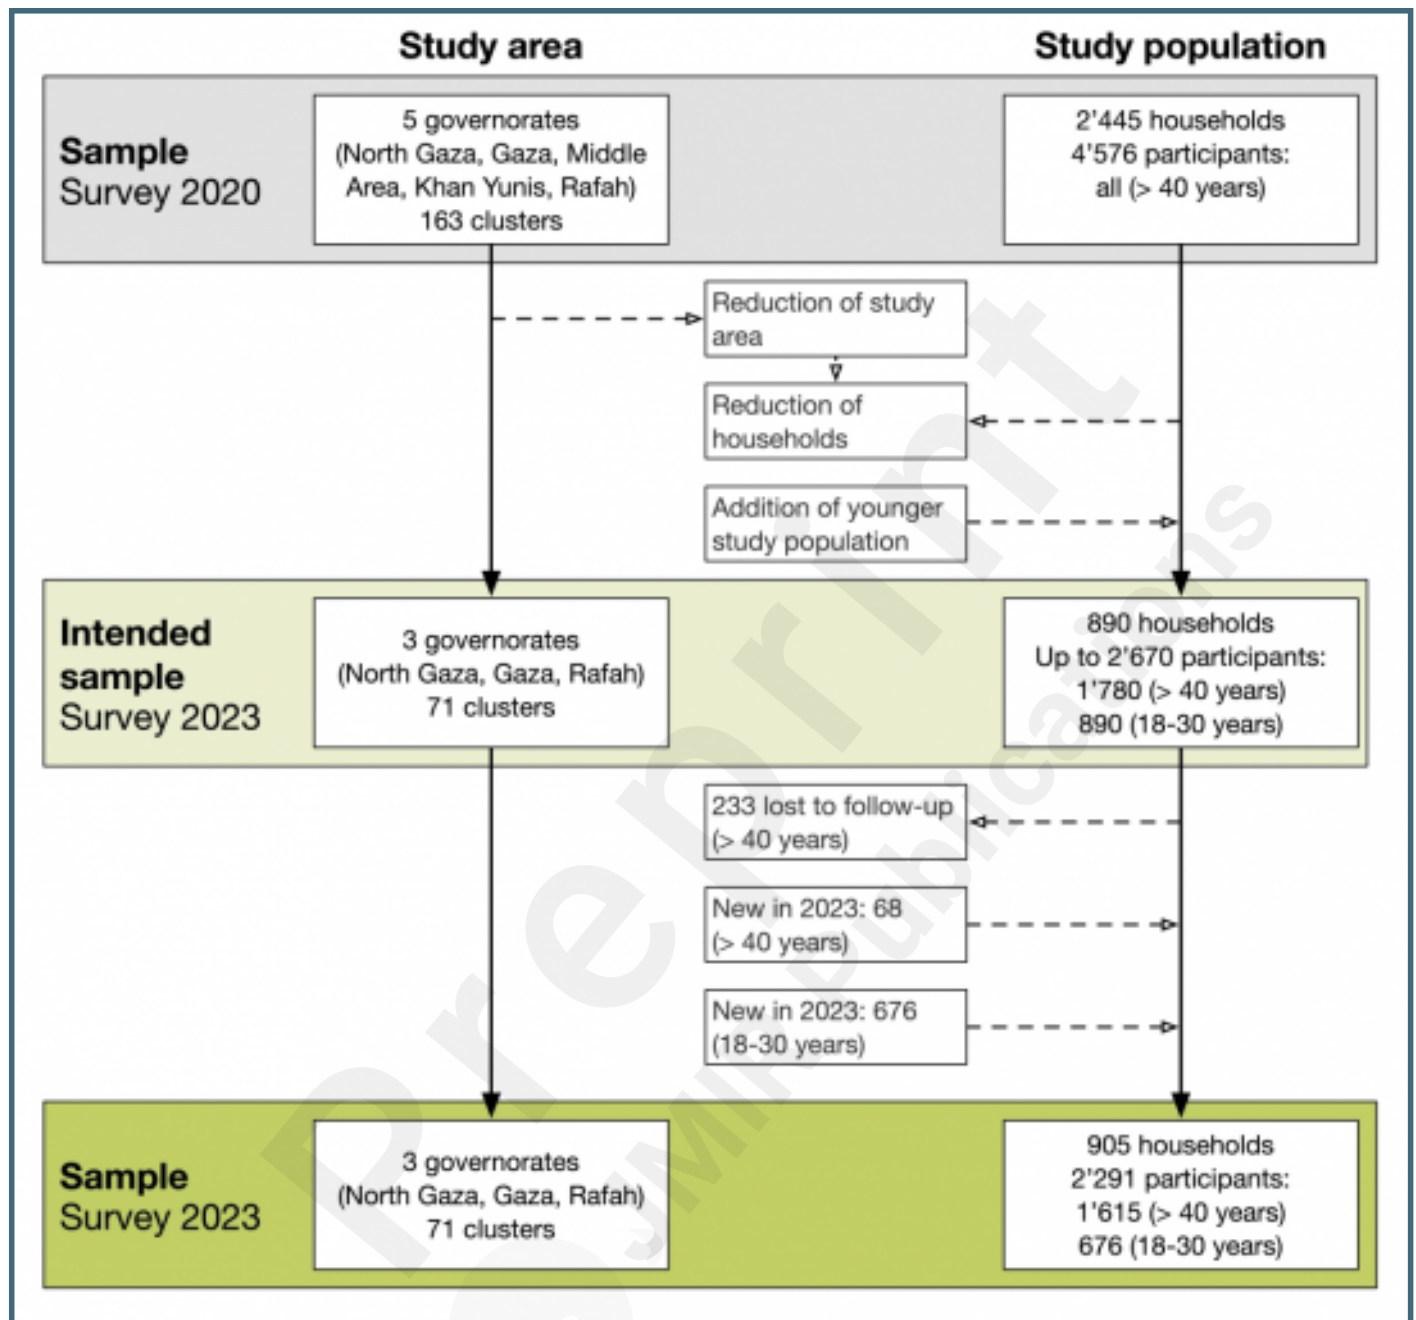 Study area
Study population
Sample
Survey 2020
5 governorates
(North Gaza, Gaza, Middle
Area, Khan Yunis, Rafah)
163 clusters
2'445 households
4'576 participants:
all (> 40 years)
Reduction of study
area
Reduction of
households
Addition of younger
study population
Intended
sample
Survey 2023
3 governorates
(North Gaza, Gaza, Rafah)
71 clusters
890 households
Up to 2'670 participants:
1'780 (> 40 years)
890 (18-30 years)
233 lost to follow-up
(> 40 years)
New in 2023: 68
(> 40 years)
New in 2023: 676
(18-30 years)
Sample
Survey 2023
3 governorates
(North Gaza, Gaza, Rafah)
71 clusters
905 households
2'291 participants:
1'615 (> 40 years)
676 (18-30 years)
Preprint
JMIR Publications